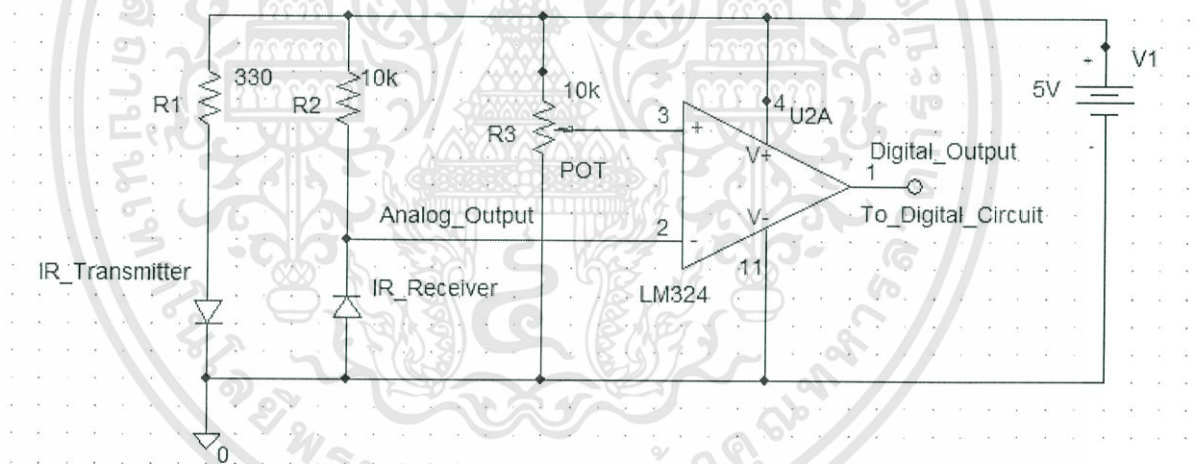 330
R1
10k
R2
10k
R3
POT
3
+
2
-
4
U2A
V+
V-
11
LM324
1
Digital_Output
To_Digital_Circuit
Analog_Output
IR_Transmitter
IR_Receiver
+
V1
5V
-
0